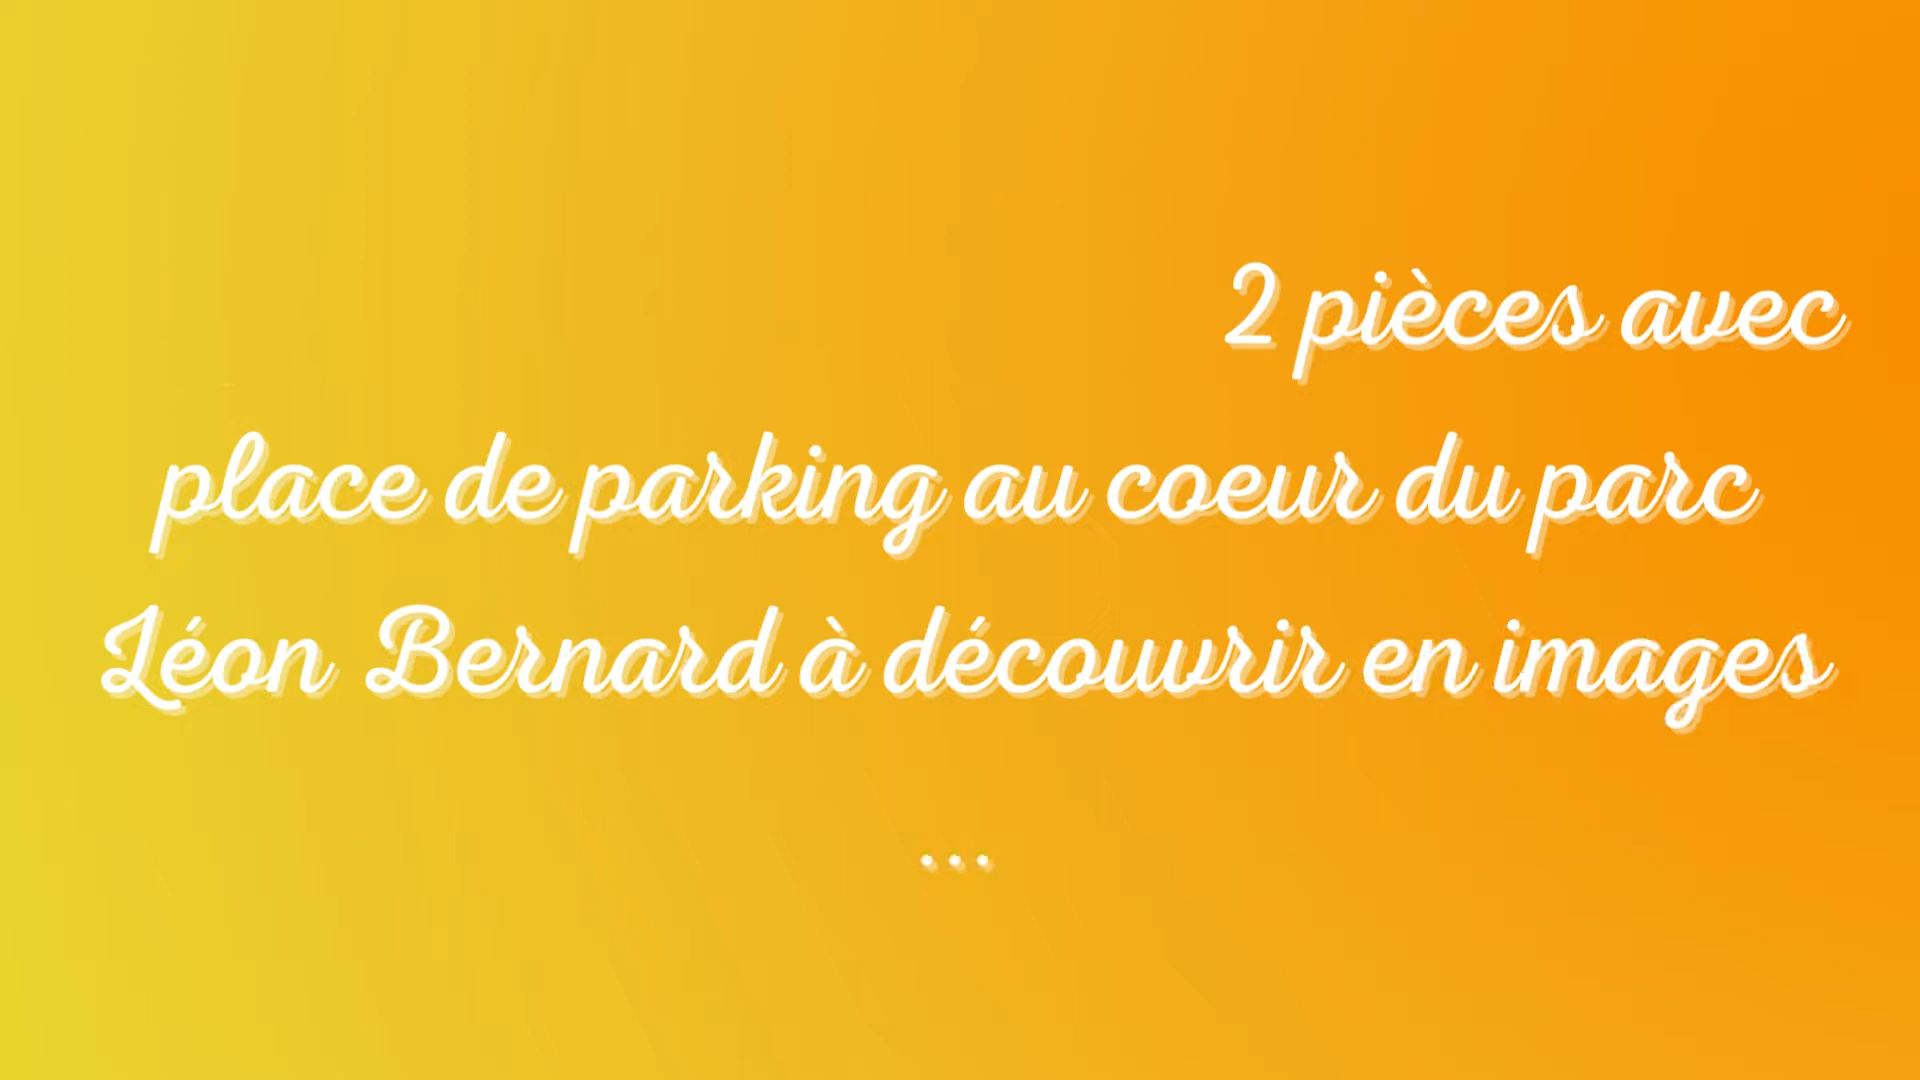 2 pièces avec
place de parking au coeur du parc
Léon Bernard à découvrir en images
...